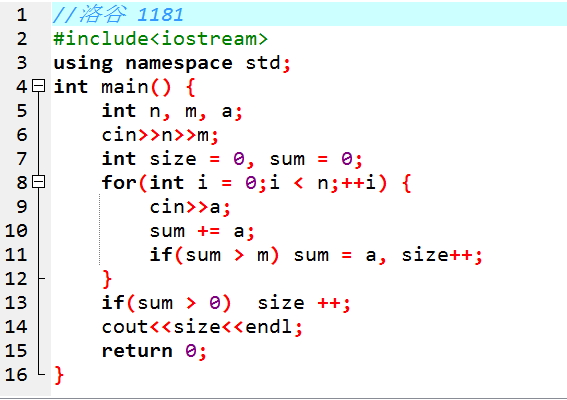 1 //洛谷 1181
2 #include<iostream>
3 using namespace std;
4 int main() {
5 int n, m, a;
6 cin>>n>>m;
7 int size = 0, sum = 0;
8 for(int i = 0;i < n;++i) {
9 cin>>a;
10 sum += a;
11 if(sum > m) sum = a, size++;
12 }
13 if(sum > 0)  size ++;
14 cout<<size<<endl;
15 return 0;
16 }